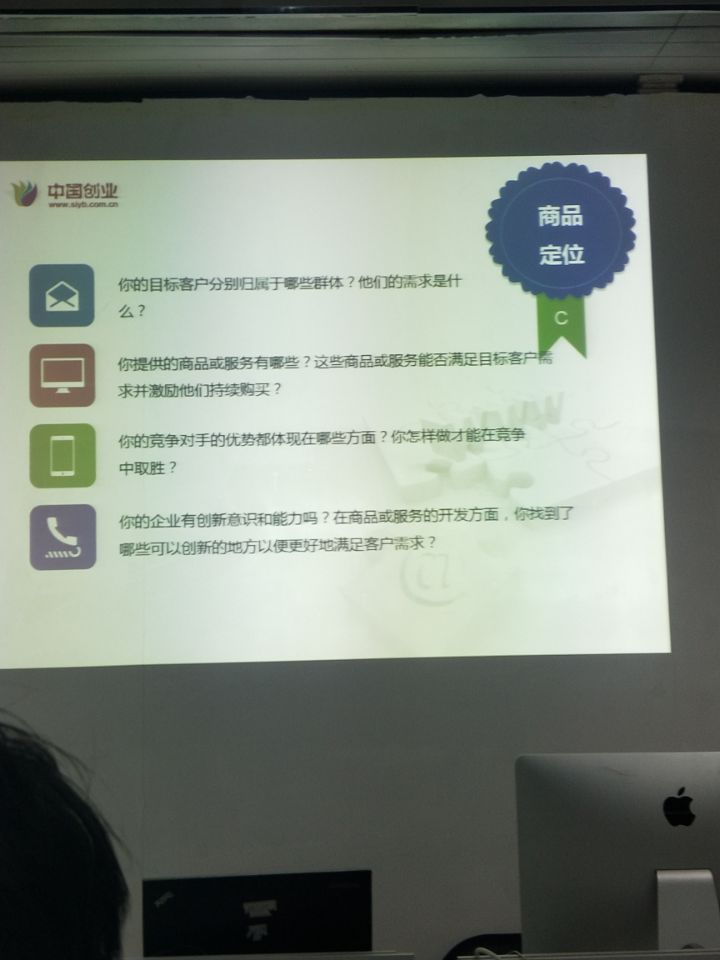 中国创业
www.siyb.com.cn
商品
定位
C
你的目标客户分别归属于哪些群体？他们的需求是什
么？
你提供的商品或服务有哪些？这些商品或服务能否满足目标客户需
求并激励他们持续购买？
你的竞争对手的优势都体现在哪些方面？你怎样做才能在竞争
中取胜？
你的企业有创新意识和能力吗？在商品或服务的开发方面，你找到了
哪些可以创新的地方以便更好地满足客户需求？
WWW
@